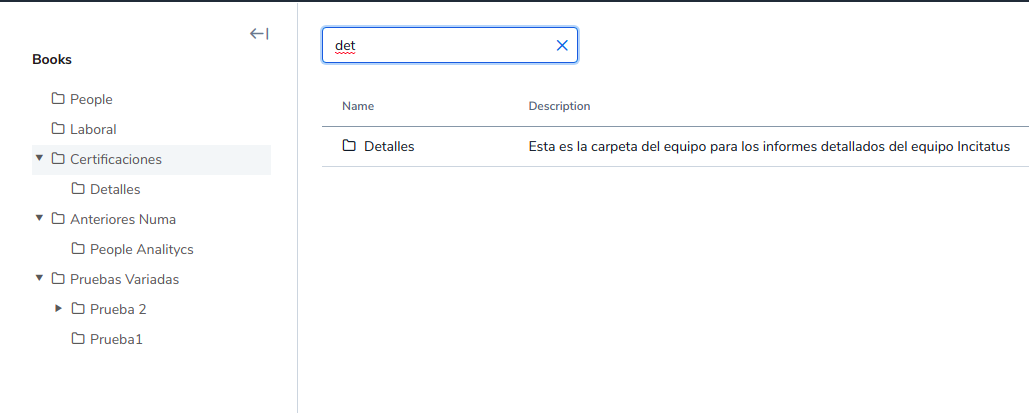 Books
People
Laboral
Certificaciones
Detalles
Anteriores Numa
People Analitycs
Pruebas Variadas
Prueba 2
Prueba1
det
Name Description
Detalles Esta es la carpeta del equipo para los informes detallados del equipo Incitatus